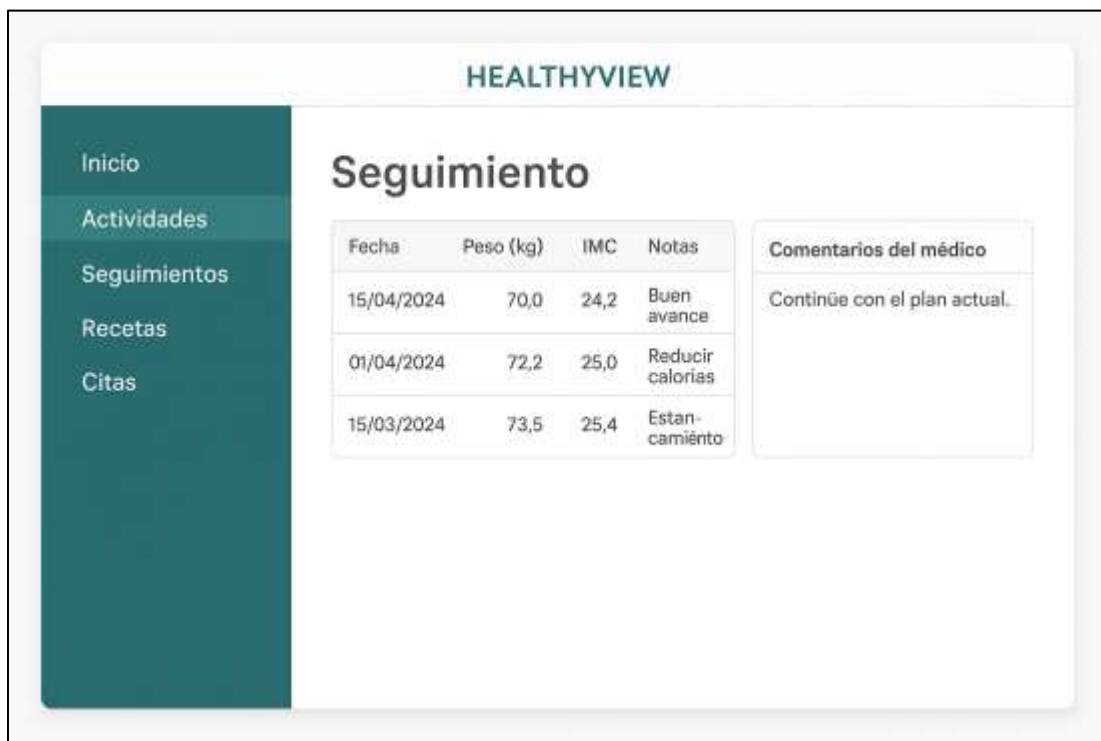 HEALTHYVIEW
Inicio
Actividades
Seguimientos
Recetas
Citas
Seguimiento
Fecha Peso (kg) IMC Notas
15/04/2024 70,0 24,2 Buen
avance
01/04/2024 72,2 25,0 Reducir
calorias
15/03/2024 73,5 25,4 Estan-
camiénto
Comentarios del médico
Continüe con el plan actual.